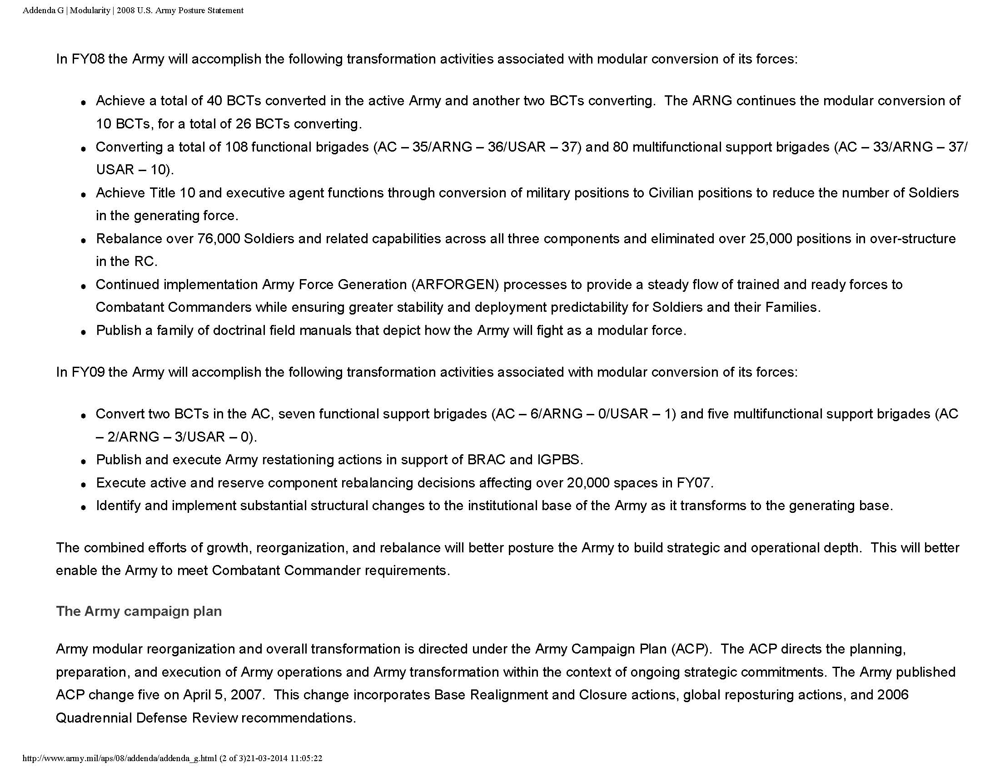 Addenda G | Modularity | 2008 U.S. Army Posture Statement
In FY08 the Army will accomplish the following transformation activities associated with modular conversion of its forces:
● Achieve a total of 40 BCTs converted in the active Army and another two BCTs converting.  The ARNG continues the modular conversion of
10 BCTs, for a total of 26 BCTs converting.
● Converting a total of 108 functional brigades (AC – 35/ARNG – 36/USAR – 37) and 80 multifunctional support brigades (AC – 33/ARNG – 37/
USAR – 10).
● Achieve Title 10 and executive agent functions through conversion of military positions to Civilian positions to reduce the number of Soldiers
in the generating force.
● Rebalance over 76,000 Soldiers and related capabilities across all three components and eliminated over 25,000 positions in over-structure
in the RC.
● Continued implementation Army Force Generation (ARFORGEN) processes to provide a steady flow of trained and ready forces to
Combatant Commanders while ensuring greater stability and deployment predictability for Soldiers and their Families.
● Publish a family of doctrinal field manuals that depict how the Army will fight as a modular force.
In FY09 the Army will accomplish the following transformation activities associated with modular conversion of its forces:
● Convert two BCTs in the AC, seven functional support brigades (AC – 6/ARNG – 0/USAR – 1) and five multifunctional support brigades (AC
– 2/ARNG – 3/USAR – 0).
● Publish and execute Army restationing actions in support of BRAC and IGPBS.
● Execute active and reserve component rebalancing decisions affecting over 20,000 spaces in FY07.
● Identify and implement substantial structural changes to the institutional base of the Army as it transforms to the generating base.
The combined efforts of growth, reorganization, and rebalance will better posture the Army to build strategic and operational depth.  This will better
enable the Army to meet Combatant Commander requirements.
The Army campaign plan
Army modular reorganization and overall transformation is directed under the Army Campaign Plan (ACP).  The ACP directs the planning,
preparation, and execution of Army operations and Army transformation within the context of ongoing strategic commitments. The Army published
ACP change five on April 5, 2007.  This change incorporates Base Realignment and Closure actions, global reposturing actions, and 2006
Quadrennial Defense Review recommendations.
http://www.army.mil/aps/08/addenda/addenda_g.html (2 of 3)21-03-2014 11:05:22